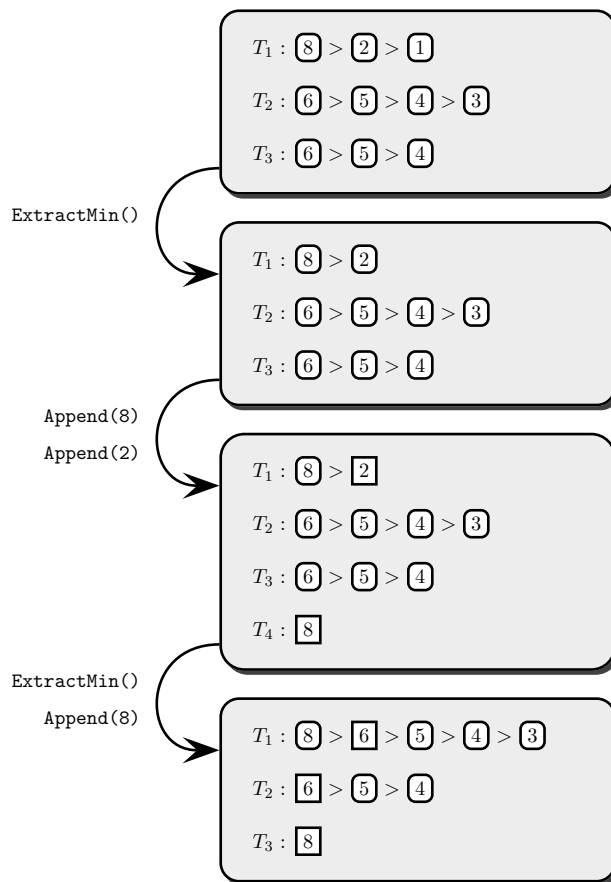 T₁ : 8 > 2 > 1
T₂ : 6 > 5 > 4 > 3
T₃ : 6 > 5 > 4
ExtractMin()
T₁ : 8 > 2
T₂ : 6 > 5 > 4 > 3
T₃ : 6 > 5 > 4
Append(8)
Append(2)
T₁ : 8 > 2
T₂ : 6 > 5 > 4 > 3
T₃ : 6 > 5 > 4
T₄ : 8
ExtractMin()
Append(8)
T₁ : 8 > 6 > 5 > 4 > 3
T₂ : 6 > 5 > 4
T₃ : 8